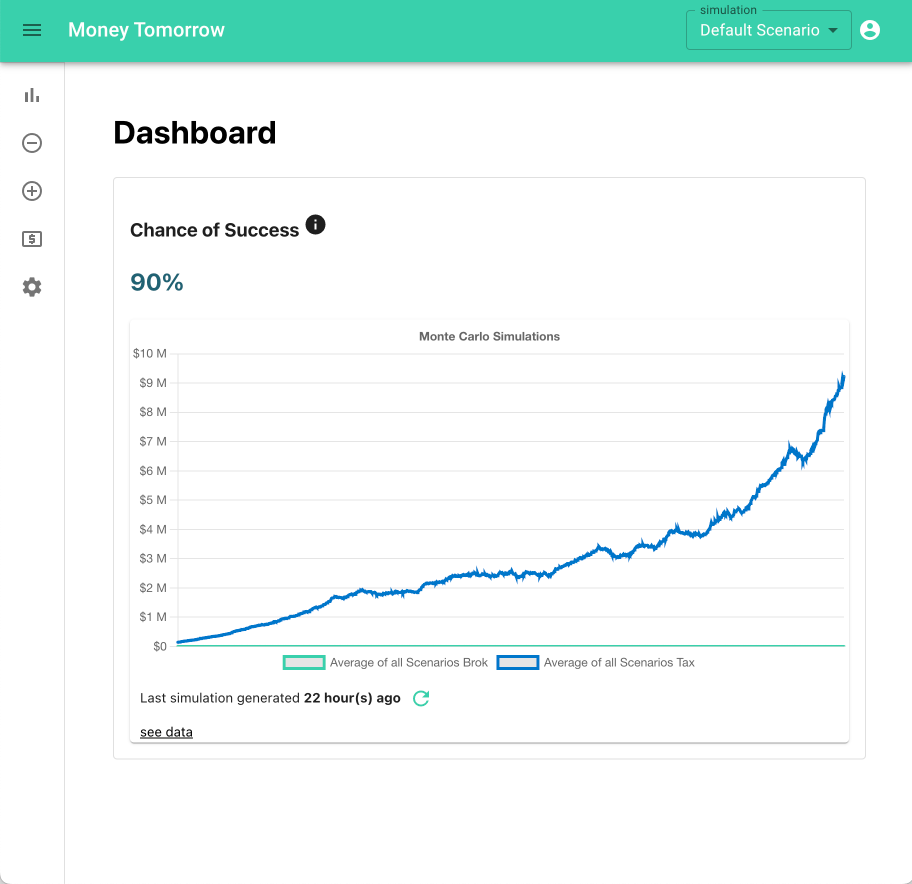 simulation
Money Tomorrow
Default Scenario
Dashboard
Chance of Success
90%
Monte Carlo Simulations
$10 M
$9 M
$8 M
$7 M
$6 M
$5 M
$4 M
$3 M
$2 M
$1 M
$0
Average of all Scenarios Brok
Average of all Scenarios Tax
Last simulation generated 22 hour(s) ago
see data